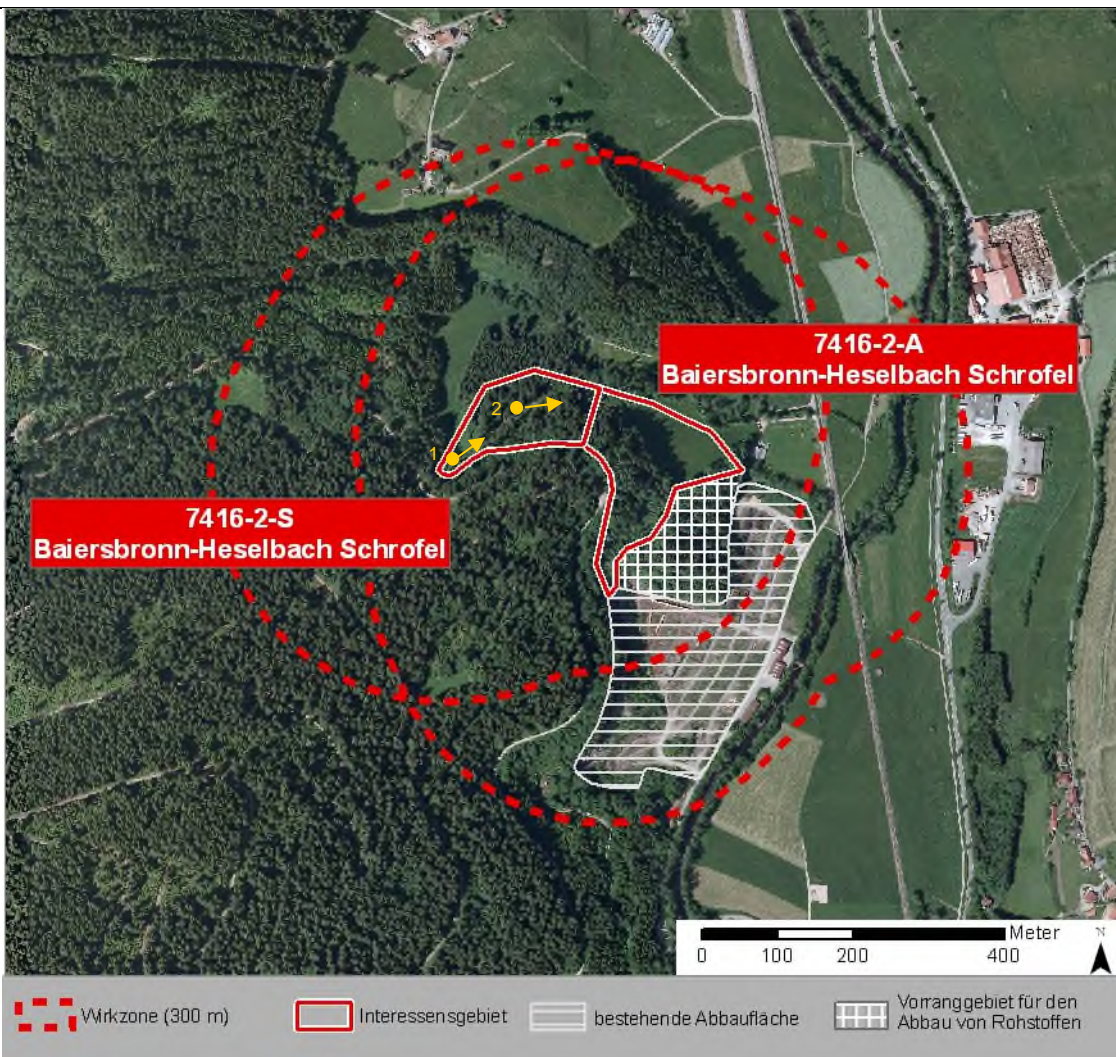 7416-2-A
Baiersbronn-Heselbach Schrofel
2
1
7416-2-S
Baiersbronn-Heselbach Schrofel
Meter
N
0 100 200 400
Wirkzone (300 m)
Interessensgebiet
bestehende Abbaufläche
Vorranggebiet für den
Abbau von Rohstoffen